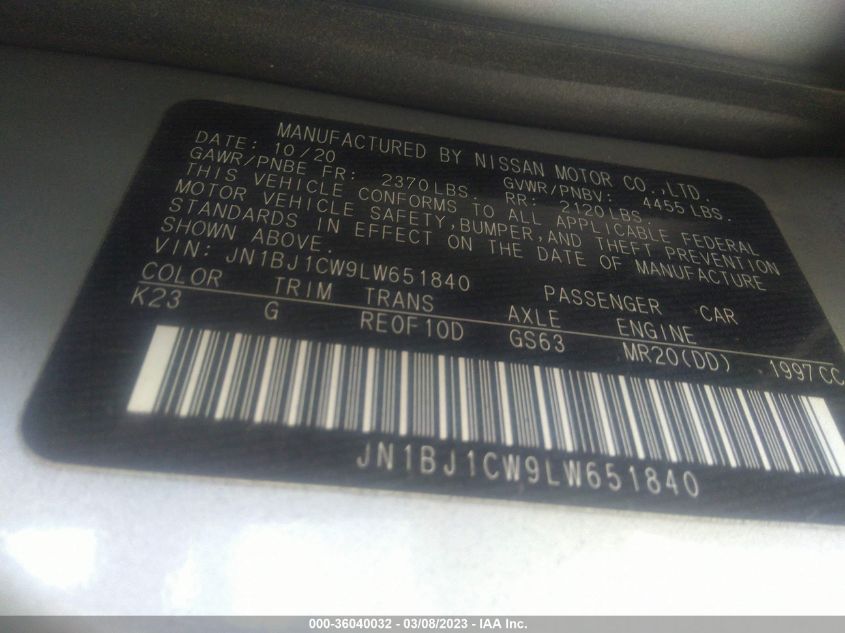 MANUFACTURED BY NISSAN MOTOR CO.,LTD.
DATE: 10/20 GVWR/PNBV: 4455 LBS.
GAWR/PNBE FR: 2370LBS RR: 2120LBS
THIS VEHICLE CONFORMS TO ALL APPLICABLE FEDERAL
MOTOR VEHICLE SAFETY,BUMPER,AND THEFT PREVENTION
STANDARDS IN EFFECT ON THE DATE OF MANUFACTURE
SHOWN ABOVE.
VIN: JN1BJ1CW9LW651840 PASSENGER CAR
COLOR TRIM TRANS AXLE ENGINE
K23 G RE0F10D GS63 MR20(DD) 1997CC
JN1BJ1CW9LW651840
000-36040032 - 03/08/2023 - IAA Inc.